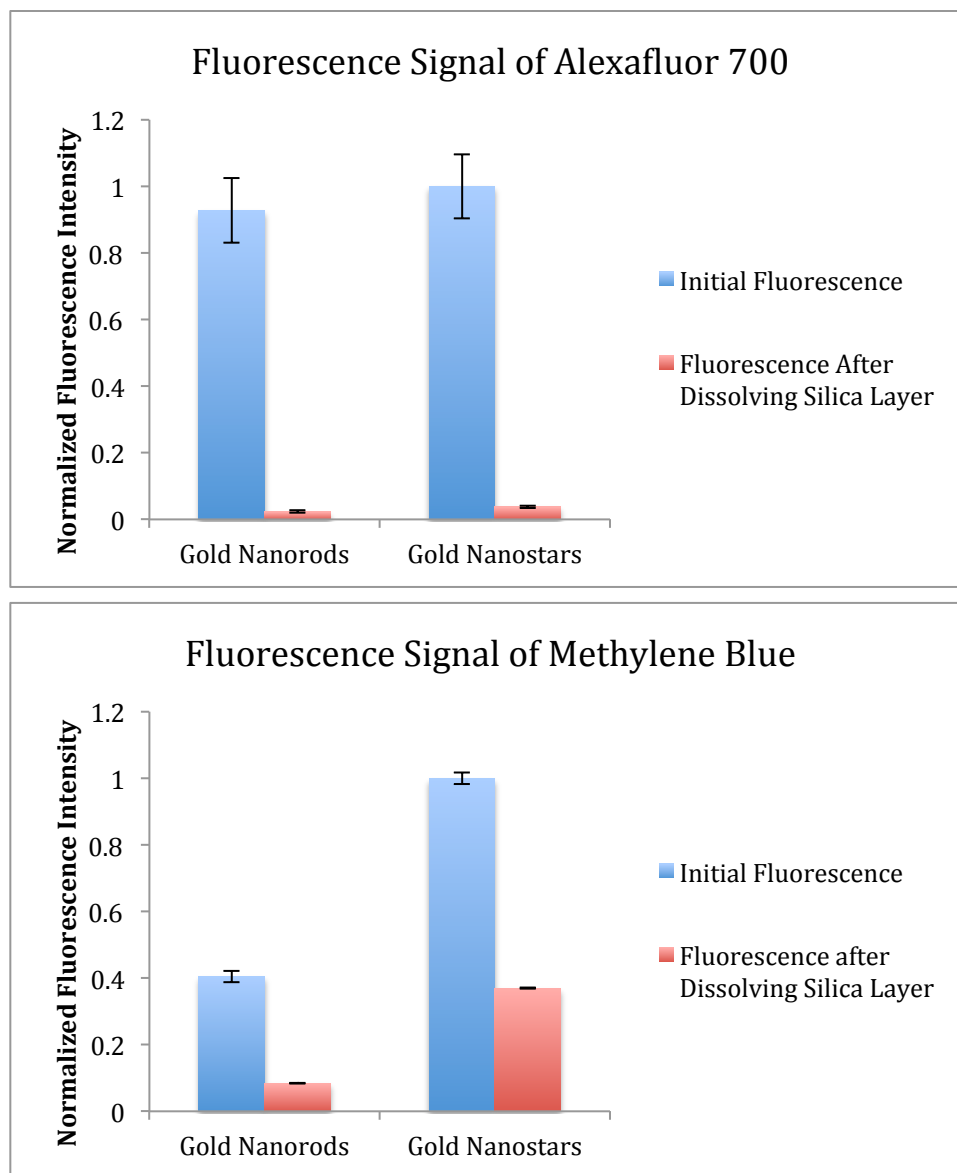 Fluorescence Signal of Alexafluor 700
Normalized Fluorescence Intensity
1.2
1
0.8
0.6
0.4
0.2
0
Gold Nanorods
Gold Nanostars
Initial Fluorescence
Fluorescence After
Dissolving Silica Layer
Fluorescence Signal of Methylene Blue
Normalized Fluorescence Intensity
1.2
1
0.8
0.6
0.4
0.2
0
Gold Nanorods
Gold Nanostars
Initial Fluorescence
Fluorescence after
Dissolving Silica Layer